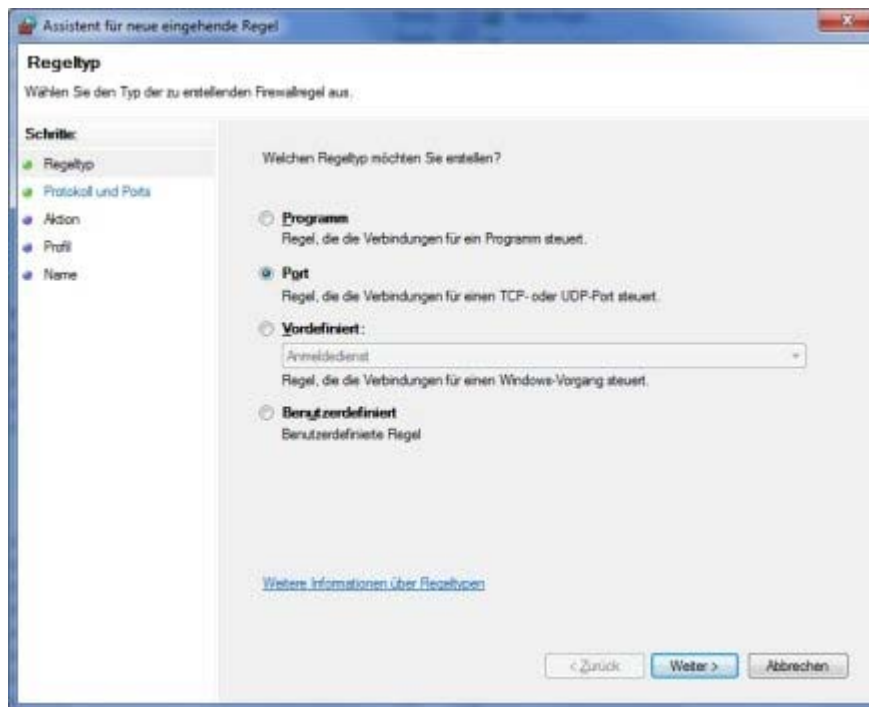 Assistent für neue eingehende Regel
Regeltyp
Wählen Sie den Typ der zu erstellenden Firewallregel aus.
Schritte:
Regeltyp
Protokoll und Ports
Aktion
Profil
Name
Welchen Regeltyp möchten Sie erstellen?
Programm
Regel, die die Verbindungen für ein Programm steuert.
Port
Regel, die die Verbindungen für einen TCP- oder UDP-Port steuert.
Vordefiniert:
Anmeldedienst
Regel, die die Verbindungen für einen Windows-Vorgang steuert.
Benutzerdefiniert
Benutzerdefinierte Regel
Weitere Informationen über Regeltypen
< Zurück
Weiter >
Abbrechen